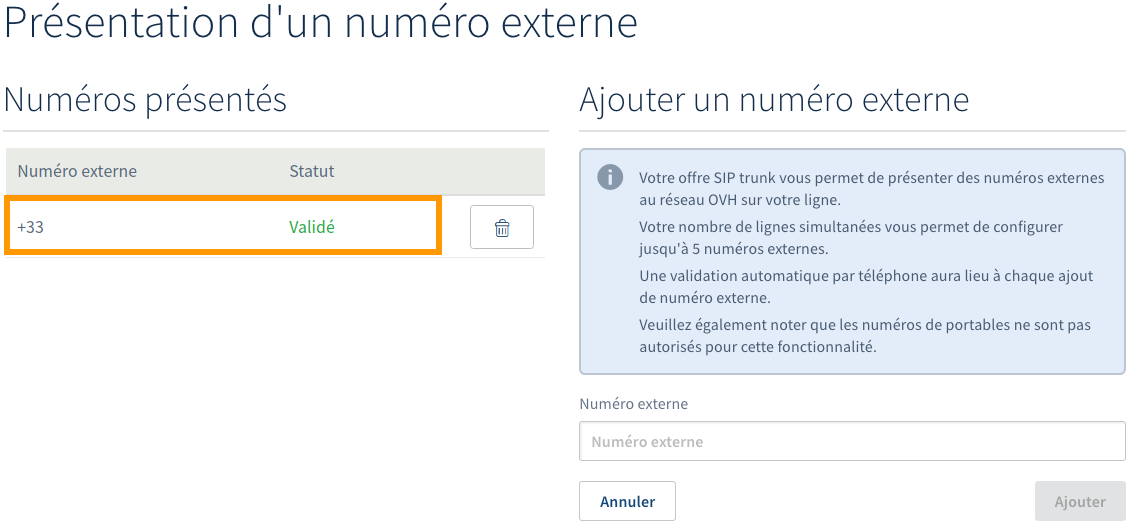 Présentation d'un numéro externe
Numéros présentés
Numéro externe Statut
+33 Validé
Ajouter un numéro externe
Votre offre SIP trunk vous permet de présenter des numéros externes
au réseau OVH sur votre ligne.
Votre nombre de lignes simultanées vous permet de configurer
jusqu'à 5 numéros externes.
Une validation automatique par téléphone aura lieu à chaque ajout
de numéro externe.
Veuillez également noter que les numéros de portables ne sont pas
autorisés pour cette fonctionnalité.
Numéro externe
Numéro externe
Annuler Ajouter